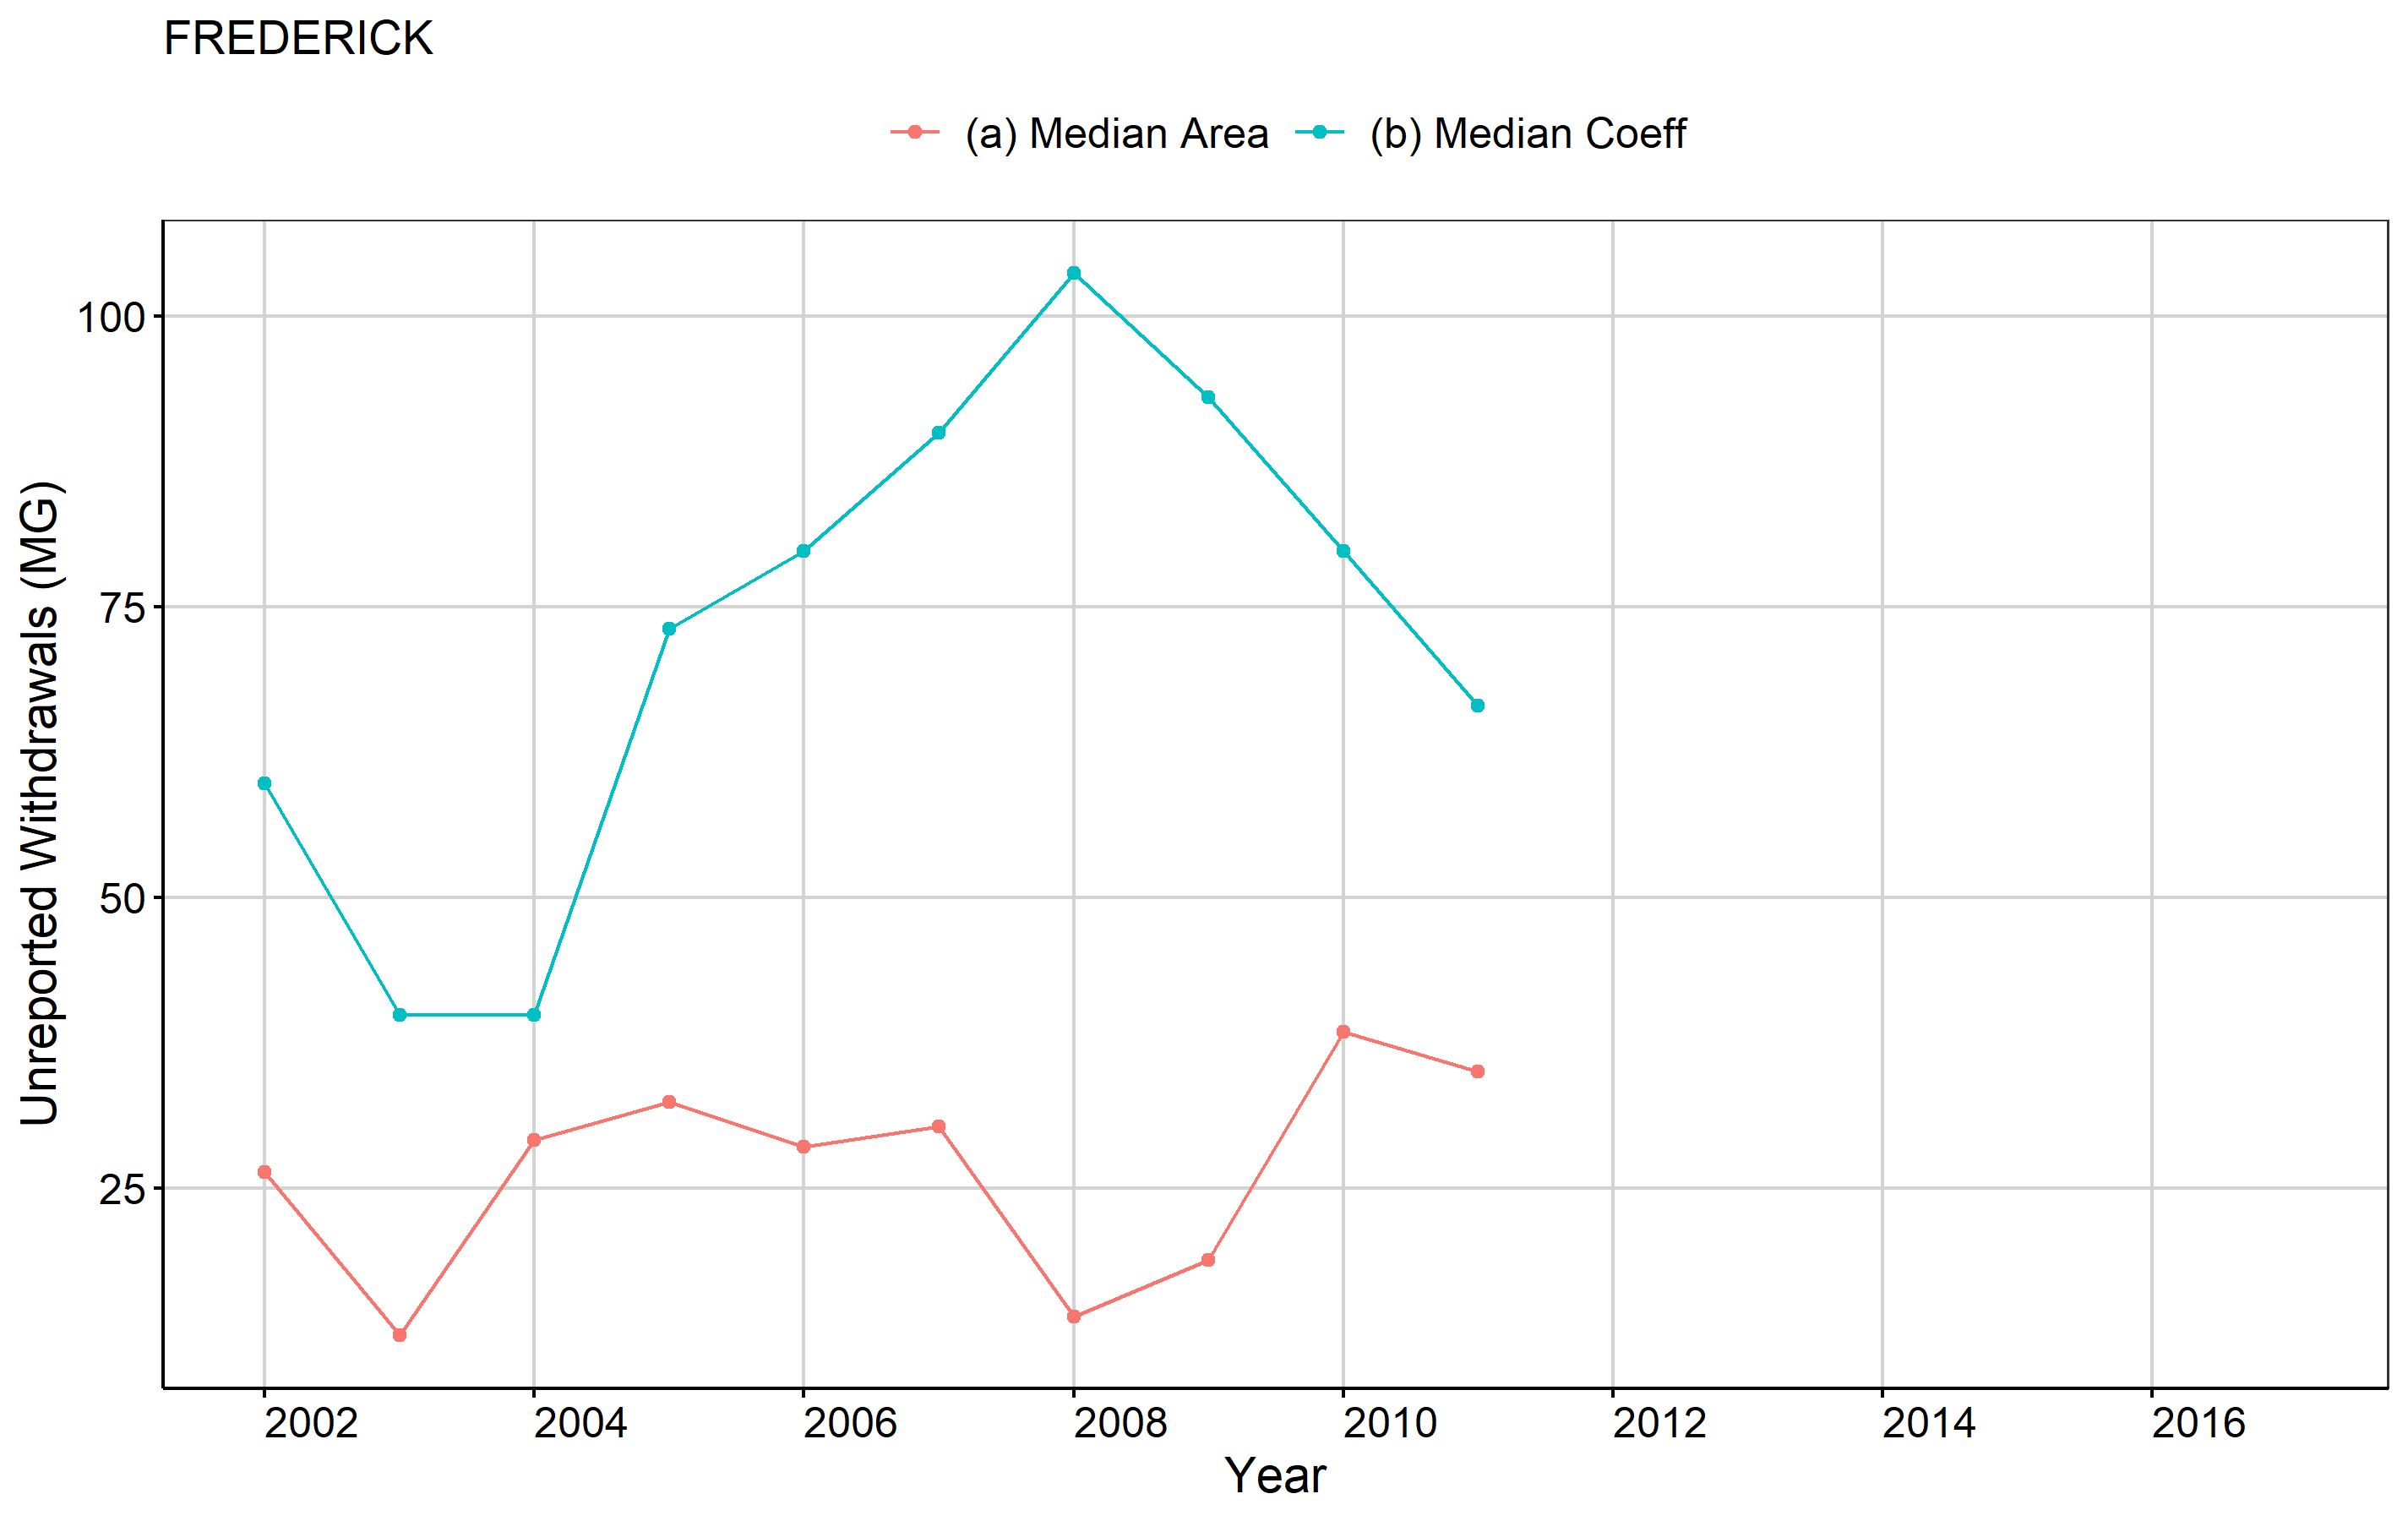 FREDERICK
(a) Median Area (b) Median Coeff
Unreported Withdrawals (MG)
100
75
50
25
2002 2004 2006 2008 2010 2012 2014 2016
Year